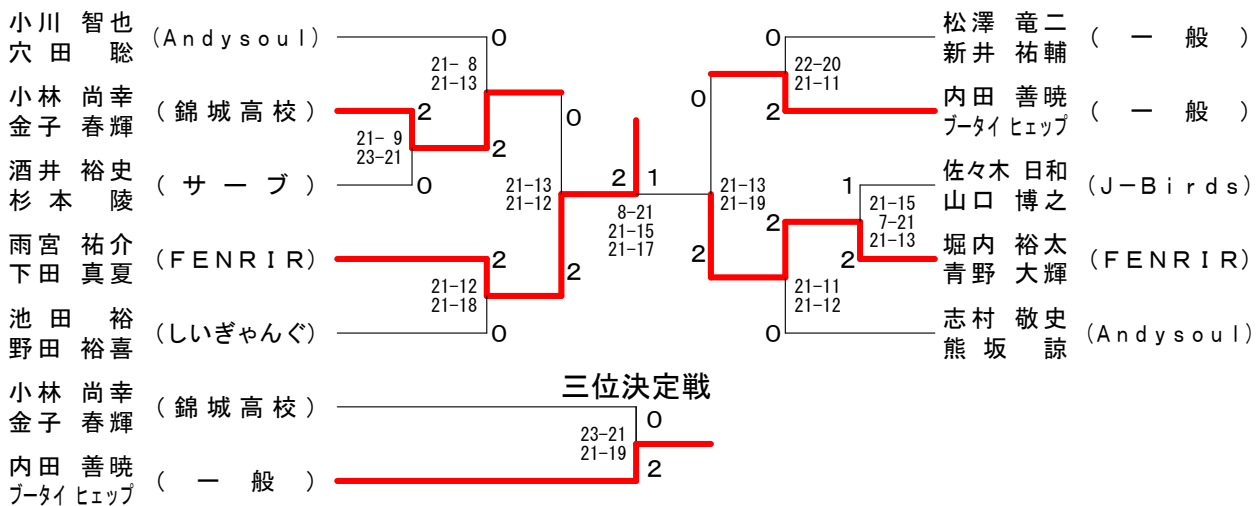 小川 智也
穴田 聡
(Andysoul)
0
21- 8
21-13
小林 尚幸
金子 春輝
(錦城高校)
2
2
0
21- 9
23-21
酒井 裕史
杉本 陵
(サーブ)
0
21-13
21-12
雨宮 祐介
下田 真夏
(FENRIR)
2
2
21-12
21-18
池田 裕
野田 裕喜
(しいぎゃんぐ)
0
2 1
8-21
21-15
21-17
松澤 竜二
新井 祐輔
(一般)
0
22-20
21-11
内田 善暁
ブータイ ヒェップ
(一般)
2
0
佐々木 日和
山口 博之
(J-Birds)
1
21-15
7-21
21-13
21-13
21-19
堀内 裕太
青野 大輝
(FENRIR)
2
2
2
21-11
21-12
志村 敬史
熊坂 諒
(Andysoul)
0
三位決定戦
小林 尚幸
金子 春輝
(錦城高校)
0
23-21
21-19
内田 善暁
ブータイ ヒェップ
(一般)
2